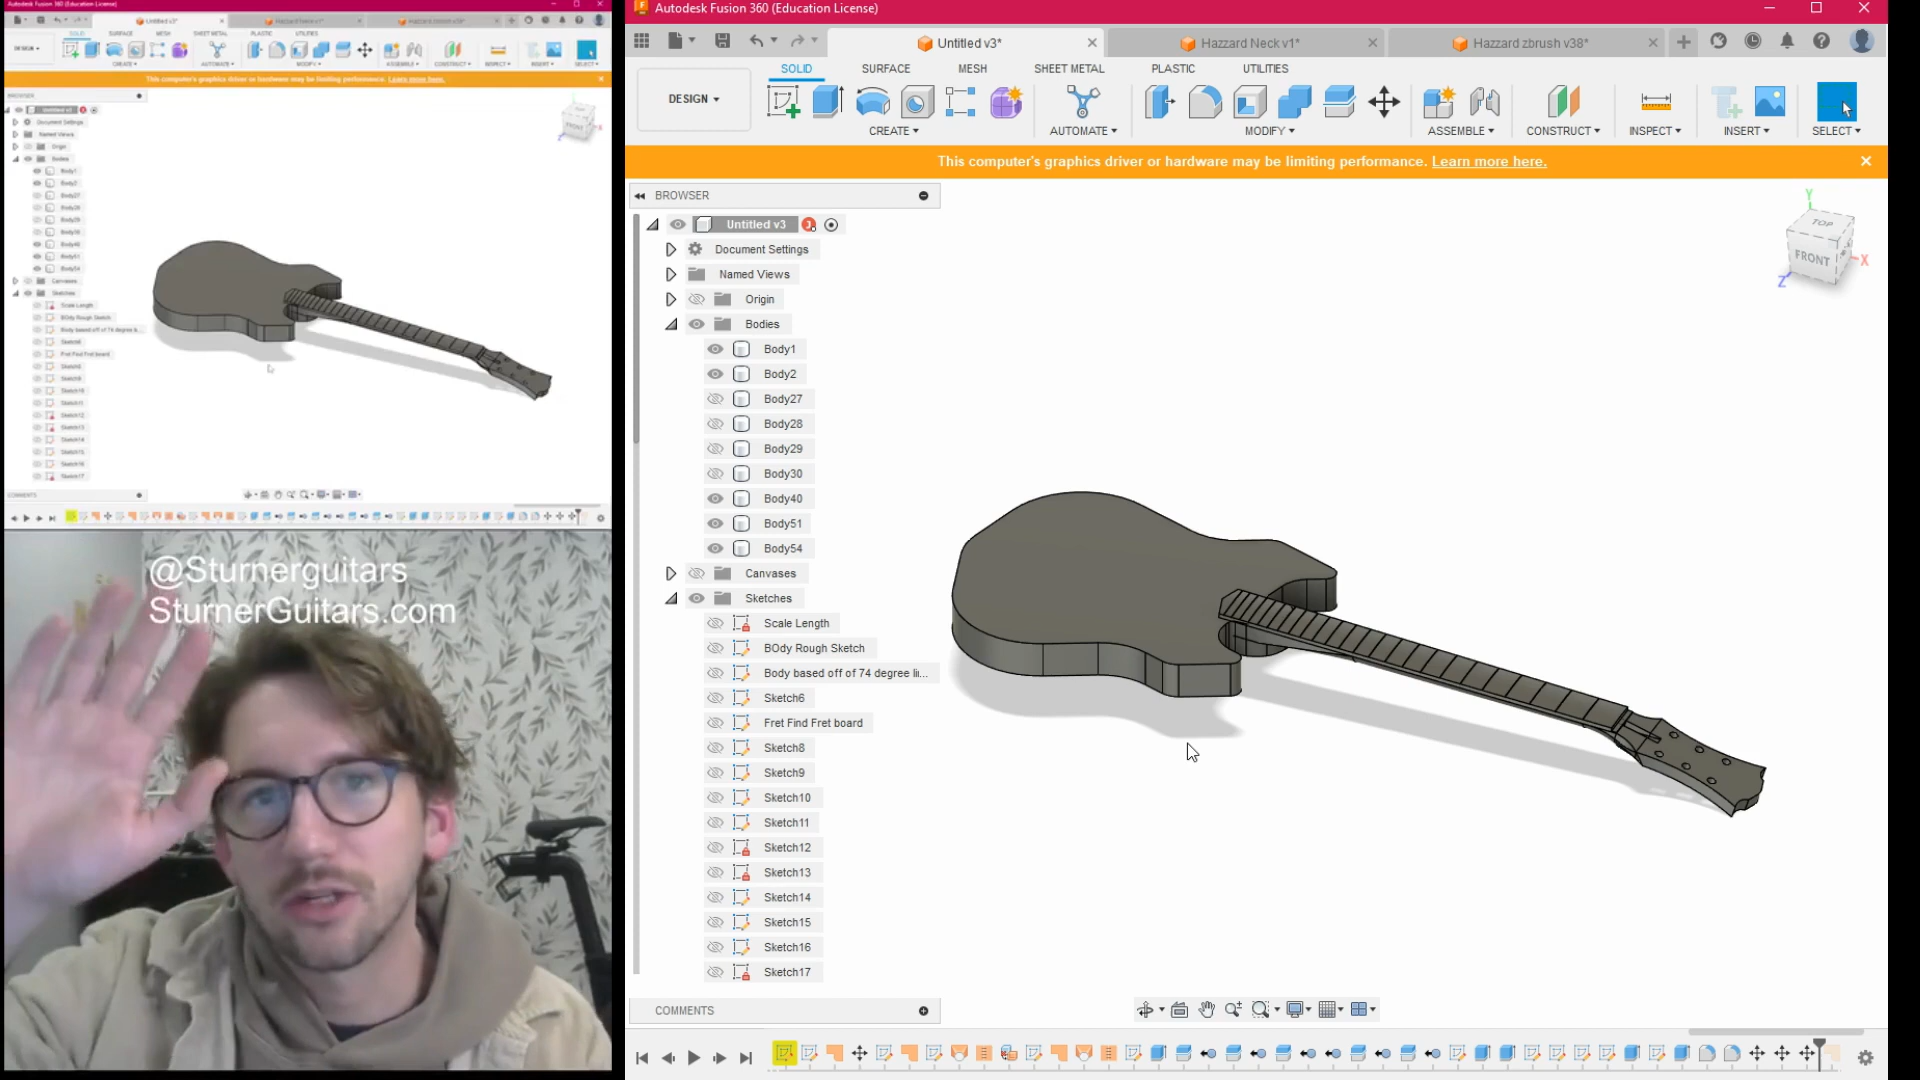 Autodesk Fusion 360 (Education License)
Untitled v3*
Hazzard Neck v1*
Hazzard zbrush v38*
SOLID
SURFACE
MESH
SHEET METAL
PLASTIC
UTILITIES
DESIGN
CREATE
AUTOMATE
MODIFY
ASSEMBLE
CONSTRUCT
INSPECT
INSERT
SELECT
This computer's graphics driver or hardware may be limiting performance. Learn more here.
BROWSER
Untitled v3
Document Settings
Named Views
Origin
Bodies
Body1
Body2
Body27
Body28
Body29
Body30
Body40
Body51
Body54
Canvases
Sketches
Scale Length
BOdy Rough Sketch
Body based off of 74 degree li...
Sketch6
Fret Find Fret board
Sketch8
Sketch9
Sketch10
Sketch11
Sketch12
Sketch13
Sketch14
Sketch15
Sketch16
Sketch17
COMMENTS
TOP
FRONT
Y
X
Z
@Sturnerguitars
SturnerGuitars.com